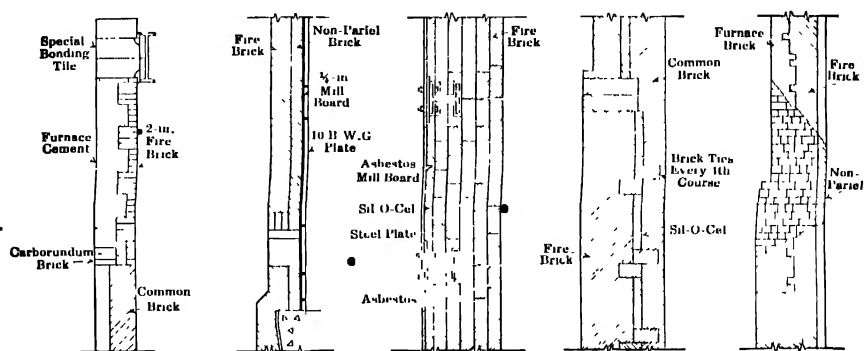 Special
Bonding
Tile
Furnace
Cement
2-in.
Fire
Brick
Carborundum
Brick
Common
Brick
Fire
Brick
Non-Pariel
Brick
Mill
Board
10 B W.G
Plate
Fire
Brick
Asbestos
Mill Board
Sil-O-Cel
Steel Plate
Asbestos
Common
Brick
Brick Ties
Every
Course
Sil-O-Cel
Fire
Brick
Furnace
Brick
Fire
Brick
Non-
Pariel